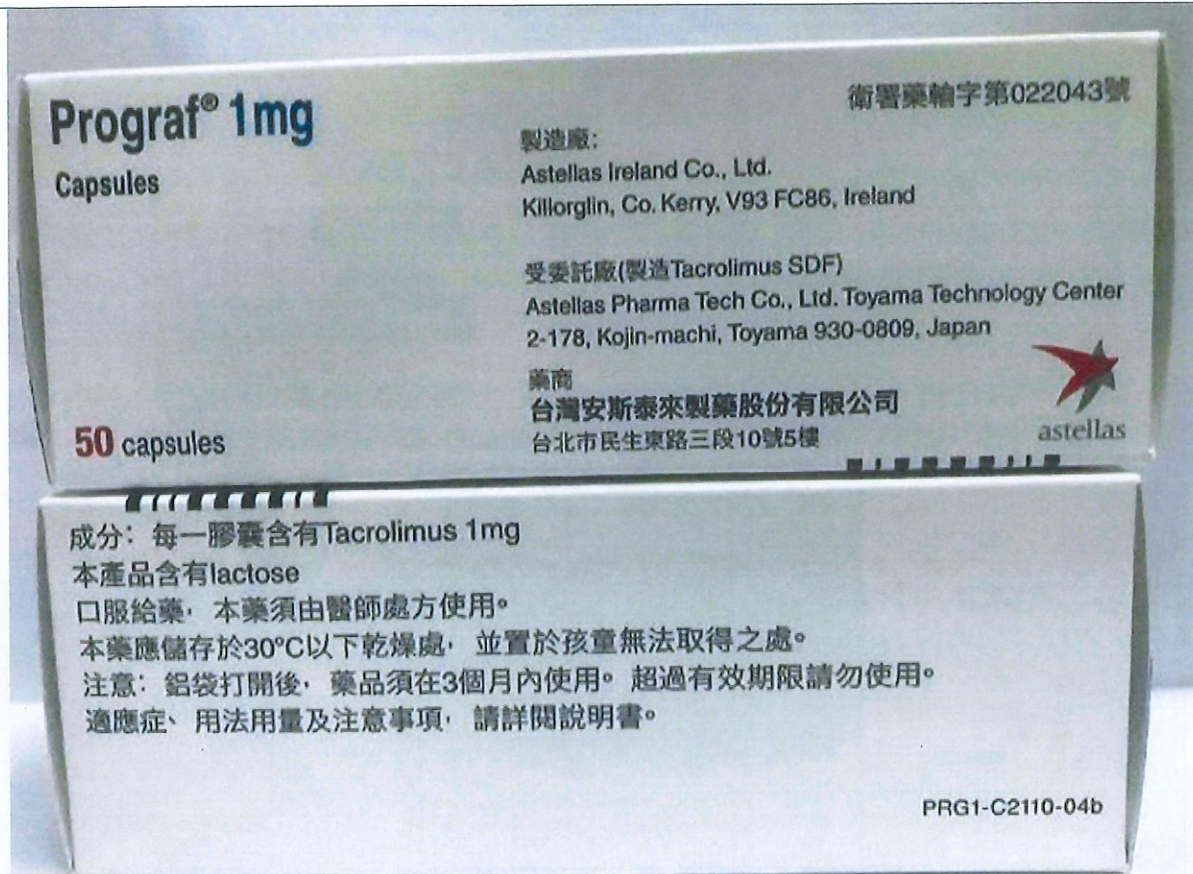 Prograf® 1mg
Capsules
50 capsules
衛署藥輸字第022043號
製造廠:
Astellas Ireland Co., Ltd.
Killorglin, Co. Kerry, V93 FC86, Ireland
受委託廠(製造Tacrolimus SDF)
Astellas Pharma Tech Co., Ltd. Toyama Technology Center
2-178, Kojin-machi, Toyama 930-0809, Japan
藥商
台灣安斯泰來製藥股份有限公司
台北市民生東路三段10號5樓
astellas
成分：每一膠囊含有Tacrolimus 1mg
本產品含有lactose
口服給藥，本藥須由醫師處方使用。
本藥應儲存於30°C以下乾燥處，並置於孩童無法取得之處。
注意：鋁袋打開後，藥品須在3個月內使用。超過有效期限請勿使用。
適應症、用法用量及注意事項，請詳閱說明書。
PRG1-C2110-04b